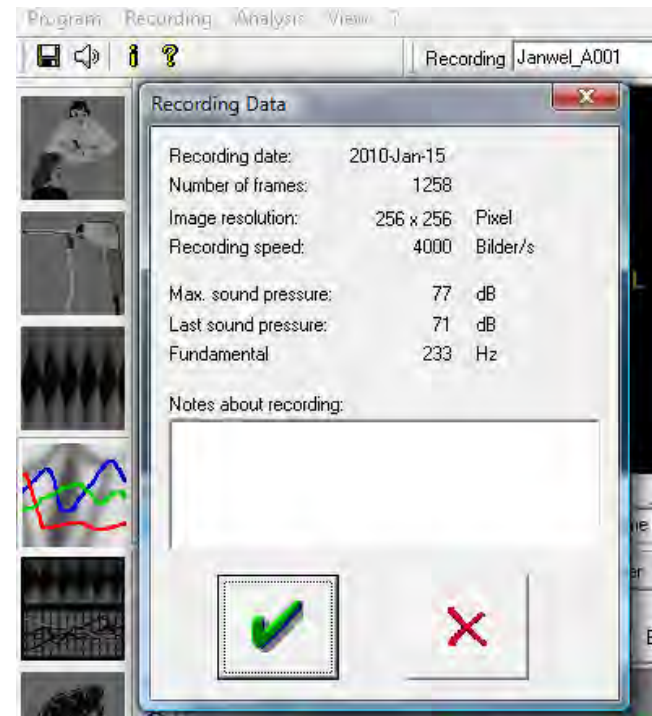 Program Recording Analysis View ?
Recording Janwel_A001
Recording Data
Recording date: 2010-Jan-15
Number of frames: 1258
Image resolution: 256 x 256 Pixel
Recording speed: 4000 Bilder/s
Max. sound pressure: 77 dB
Last sound pressure: 71 dB
Fundamental 233 Hz
Notes about recording: